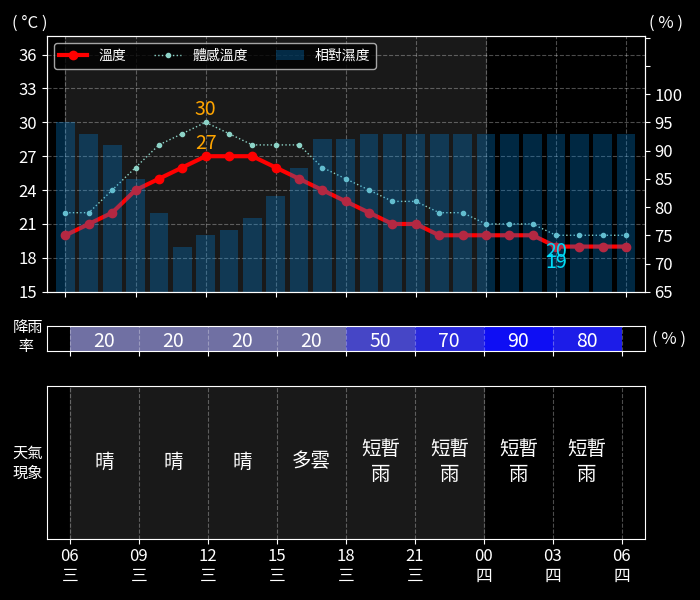 ( °C )
( % )
溫度
體感溫度
相對濕度
36
33
30
27
24
21
18
15
100
95
90
85
80
75
70
65
30
27
20
19
降雨
率
20 20 20 20 50 70 90 80
( % )
天氣
現象
晴 晴 晴 多雲 短暫 短暫 短暫 短暫
雨 雨 雨 雨
06 09 12 15 18 21 00 03 06
三 三 三 三 三 三 四 四 四